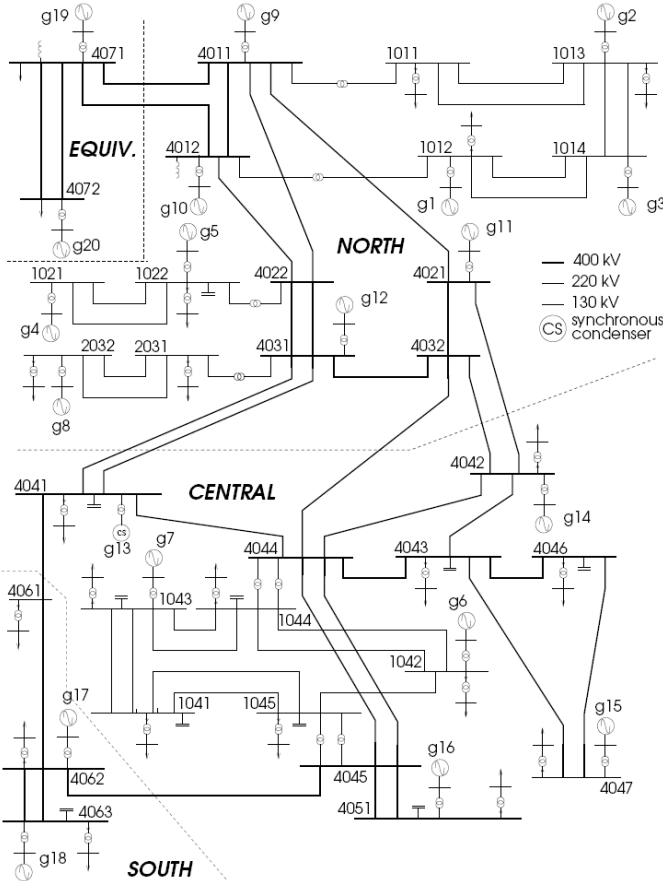 g19
g9
g2
4071
4011
1011
1013
EQUIV.
4012
1012
1014
4072
g10
g1
g3
g20
g5
g11
NORTH
400 kV
220 kV
130 kV
CS synchronous
condenser
1021
1022
4022
4021
g12
g4
2032
2031
4031
4032
g8
4042
4041
CENTRAL
g14
CS
g13
g7
4044
4043
4046
4061
1043
1044
g6
1042
g17
1041
1045
g15
g16
4062
4045
4047
4051
4063
g18
SOUTH